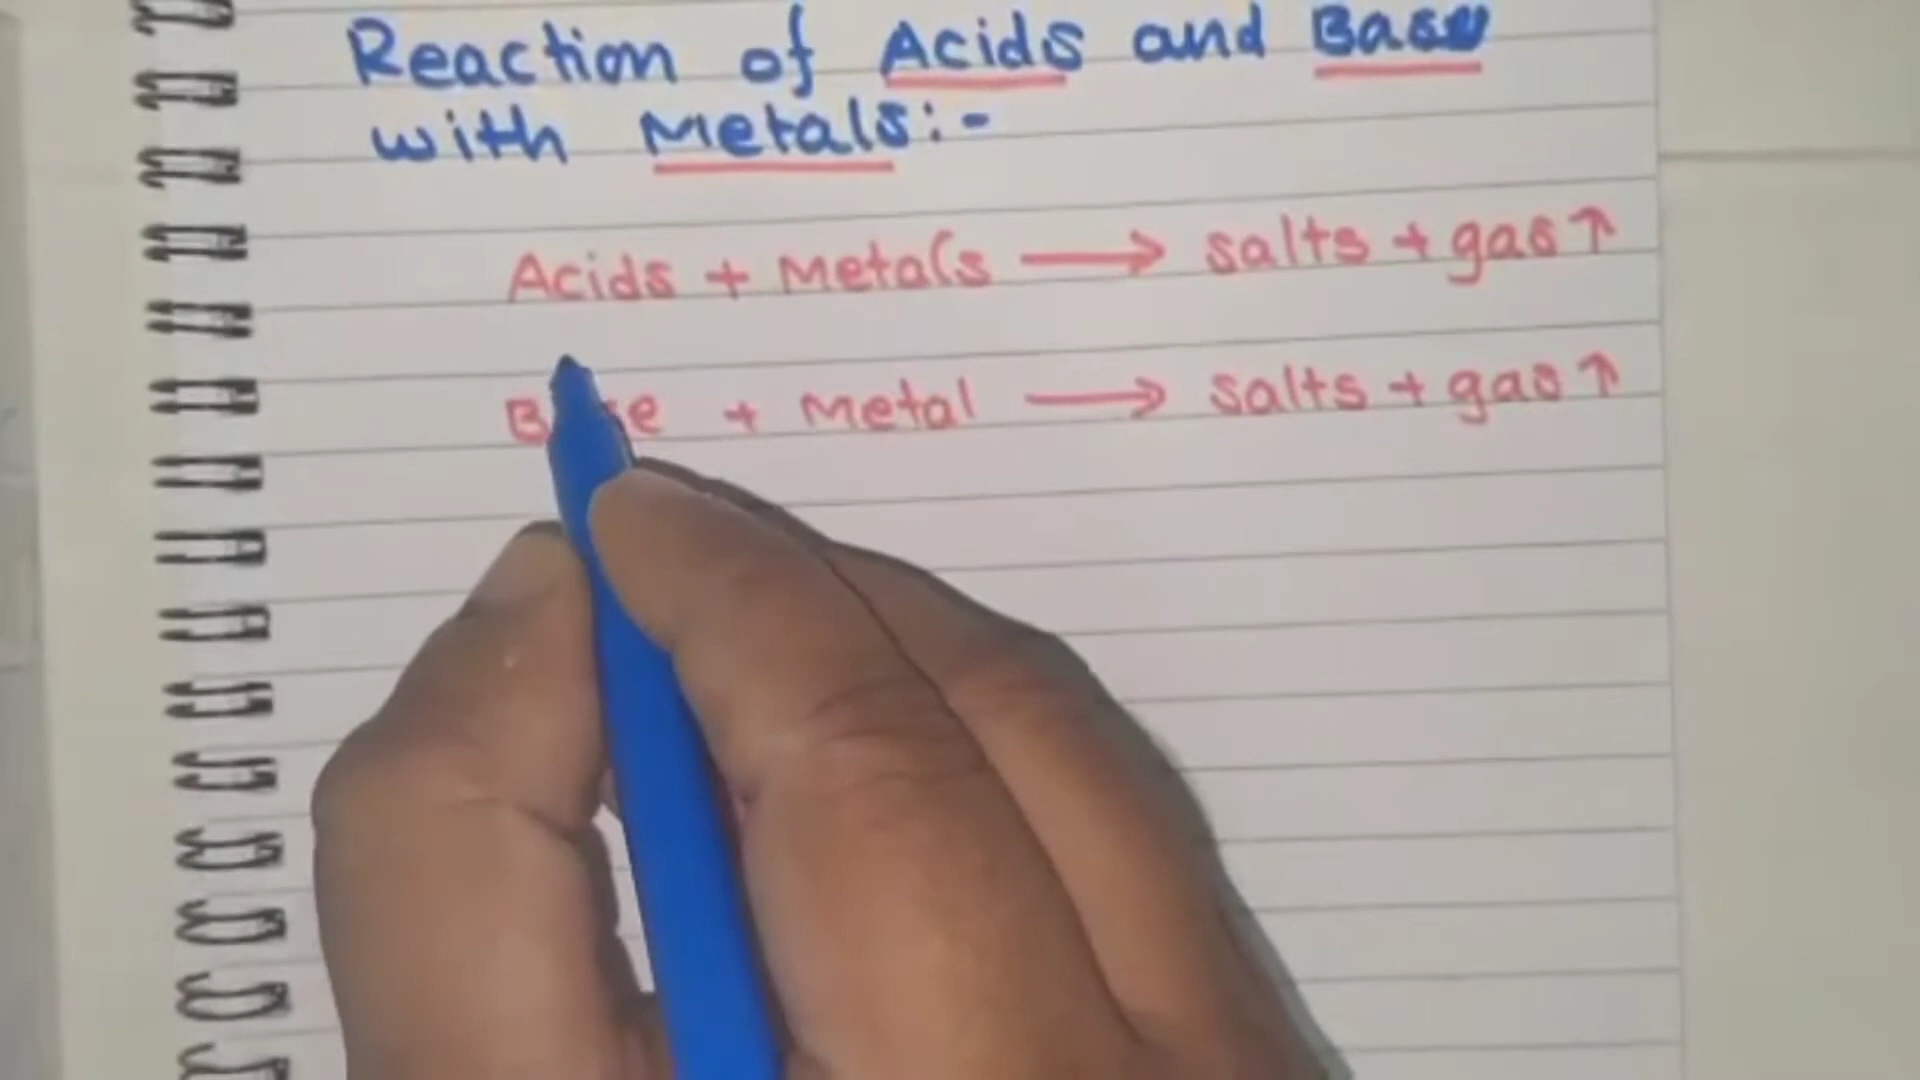 Reaction of Acids and Base
with Metals:-
Acids + Metals → salts + gas ↑
+ Metal → salts + gas ↑